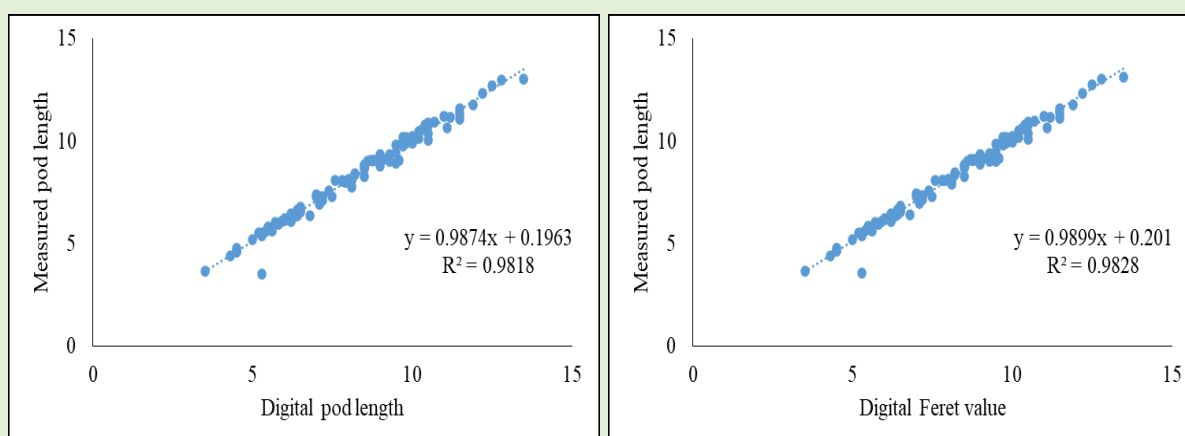 15
10
5
0
Measured pod length
y = 0.9874x + 0.1963
R² = 0.9818
0
5
10
15
Digital pod length
15
10
5
0
Measured pod length
y = 0.9899x + 0.201
R² = 0.9828
0
5
10
15
Digital Feret value